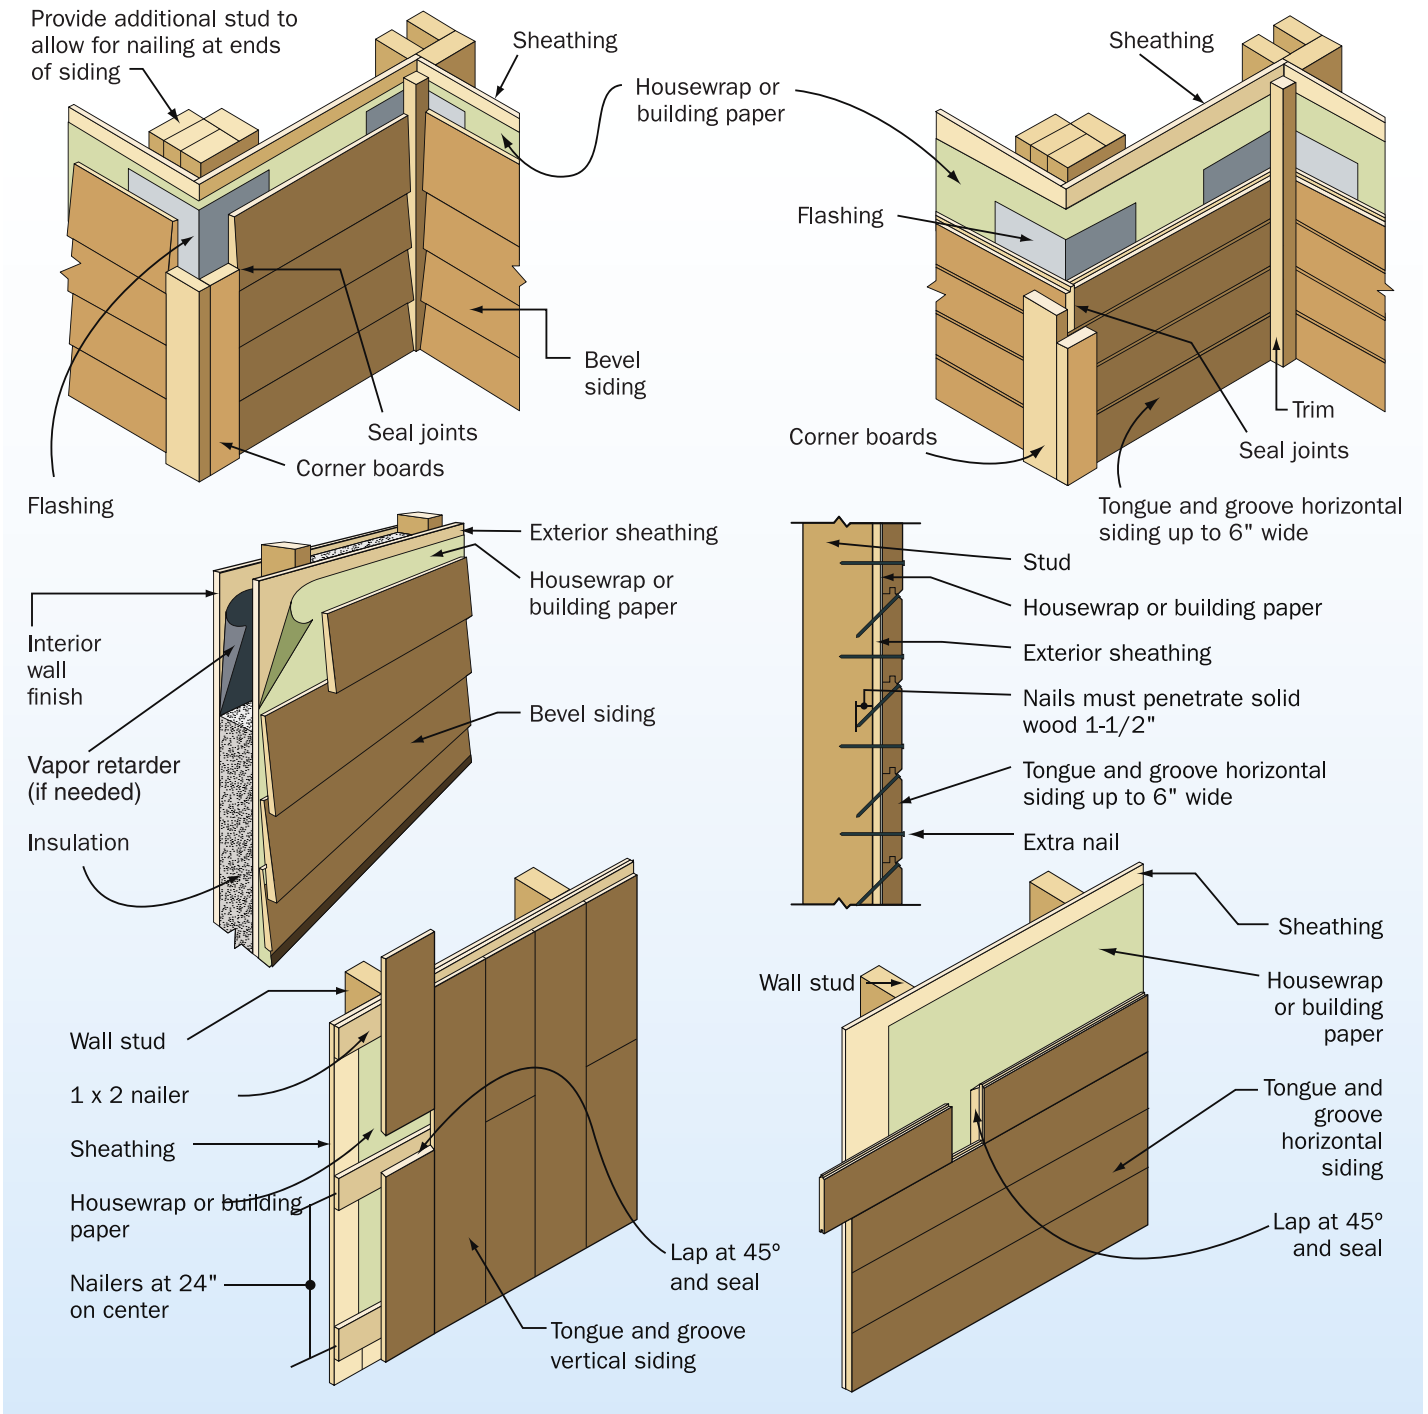 Provide additional stud to
allow for nailing at ends
of siding
Sheathing
Housewrap or
building paper
Sheathing
Flashing
Bevel
siding
Seal joints
Corner boards
Flashing
Trim
Corner boards
Seal joints
Tongue and groove horizontal
siding up to 6" wide
Exterior sheathing
Housewrap or
building paper
Interior
wall
finish
Bevel siding
Vapor retarder
(if needed)
Insulation
Stud
Housewrap or building paper
Exterior sheathing
Nails must penetrate solid
wood 1-1/2"
Tongue and groove horizontal
siding up to 6" wide
Extra nail
Wall stud
1 x 2 nailer
Sheathing
Housewrap or building
paper
Nailers at 24"
on center
Lap at 45º
and seal
Tongue and groove
vertical siding
Sheathing
Wall stud
Housewrap
or building
paper
Tongue and
groove
horizontal
siding
Lap at 45º
and seal